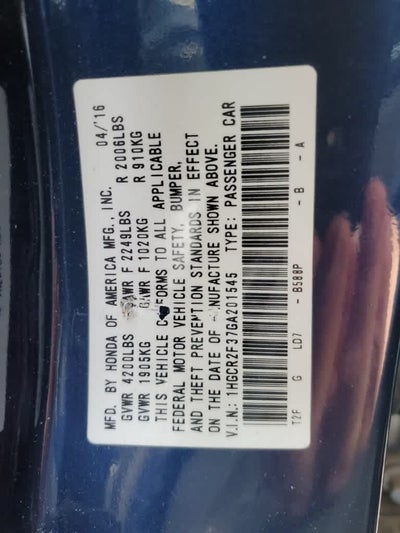 MFD. BY HONDA OF AMERICA MFG., INC. 04/'16
GVWR 4200LBS GAWR F 2249LBS R 2006LBS
GVWR 1905KG GAWR F 1020KG R 910KG
THIS VEHICLE CONFORMS TO ALL APPLICABLE
FEDERAL MOTOR VEHICLE SAFETY, BUMPER,
AND THEFT PREVENTION STANDARDS IN EFFECT
ON THE DATE OF MANUFACTURE SHOWN ABOVE.
V.I.N.: 1HGCR2F37GA201545 TYPE: PASSENGER CAR
T2F G LD7 - B588P - B - A